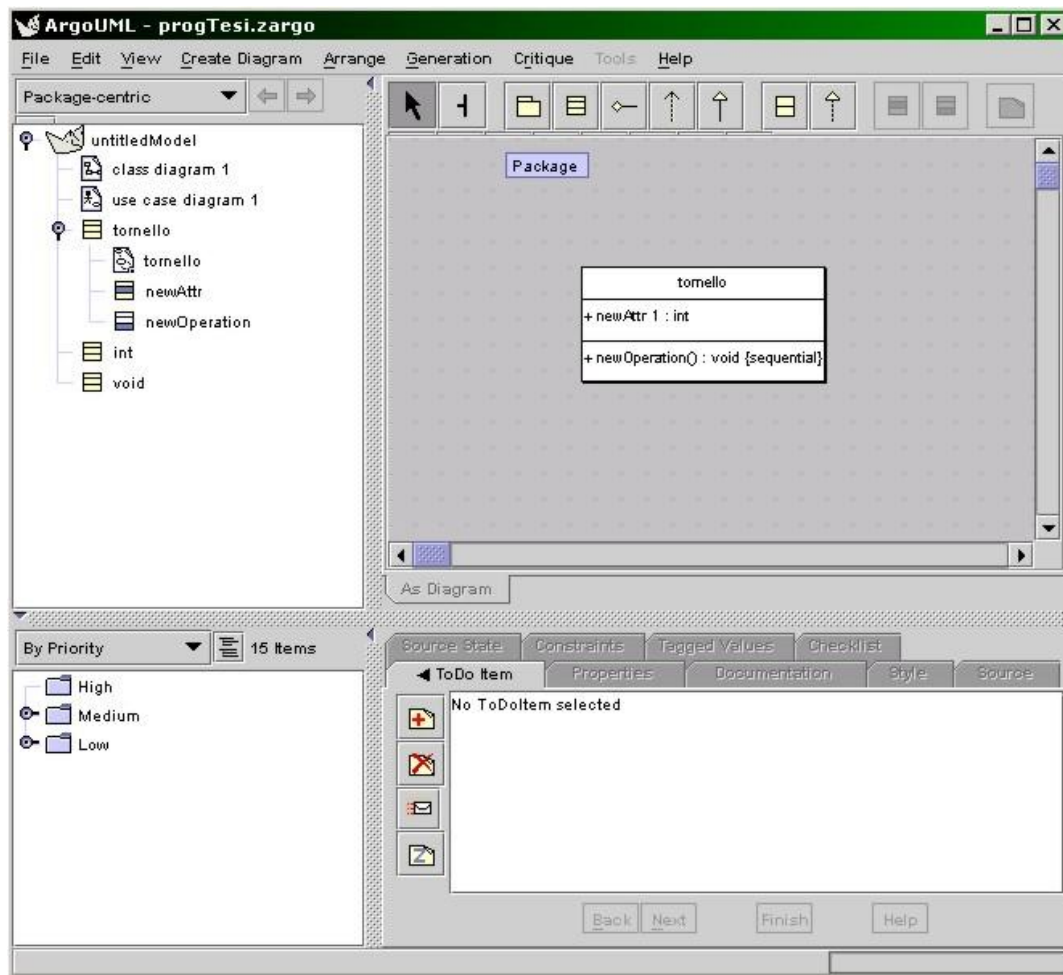 ArgoUML - progTesi.zargo
File Edit View Create Diagram Arrange Generation Critique Tools Help
Package-centric
untitledModel
class diagram 1
use case diagram 1
tornello
tornello
newAttr
newOperation
int
void
Package
tornello
+ newAttr 1 : int
+ newOperation() : void {sequential}
As Diagram
By Priority
15 Items
High
Medium
Low
Source State Constraints Tagged Values Checklist
ToDo Item Properties Documentation Style Source
No ToDoItem selected
Back Next Finish Help